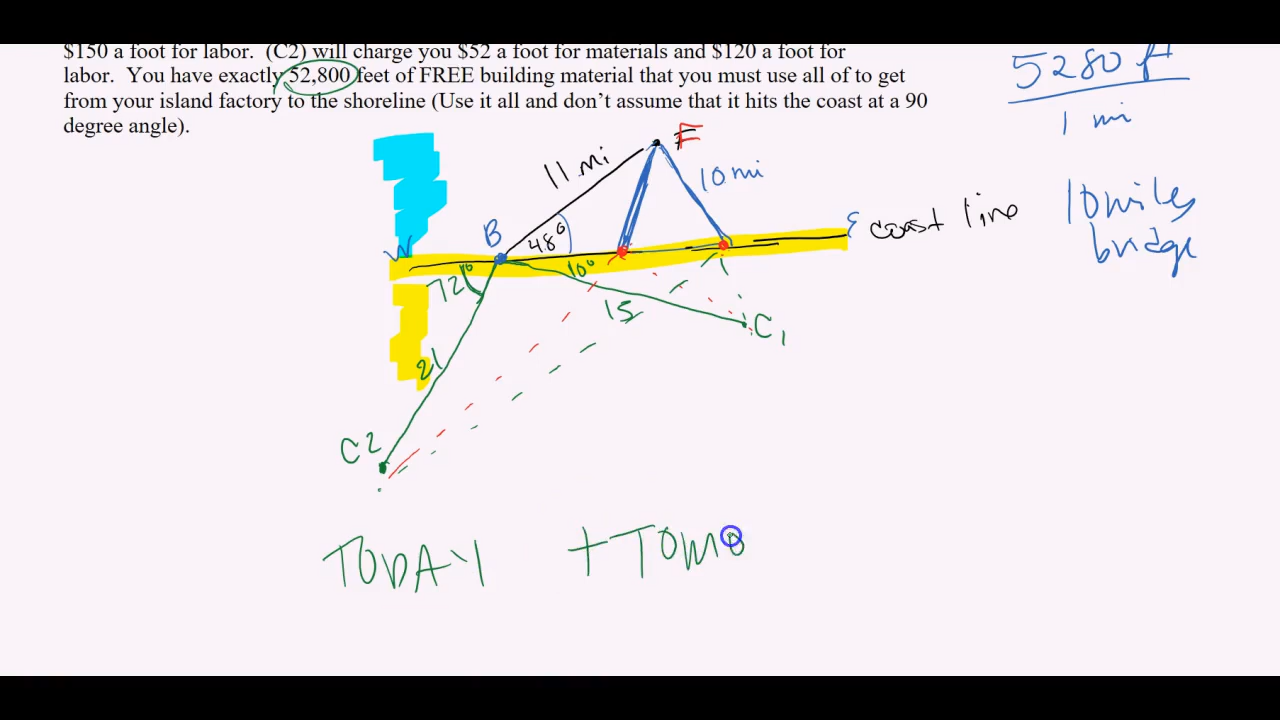 $150 a foot for labor. (C2) will charge you $52 a foot for materials and $120 a foot for
labor. You have exactly 52,800 feet of FREE building material that you must use all of to get
from your island factory to the shoreline (Use it all and don't assume that it hits the coast at a 90
degree angle).
5280 ft
1 mi
F
11 mi
10 mi
10 miles
bridge
B
48°
W
E
coast line
72°
10°
15
C1
21
C2
TODAY + TOMO